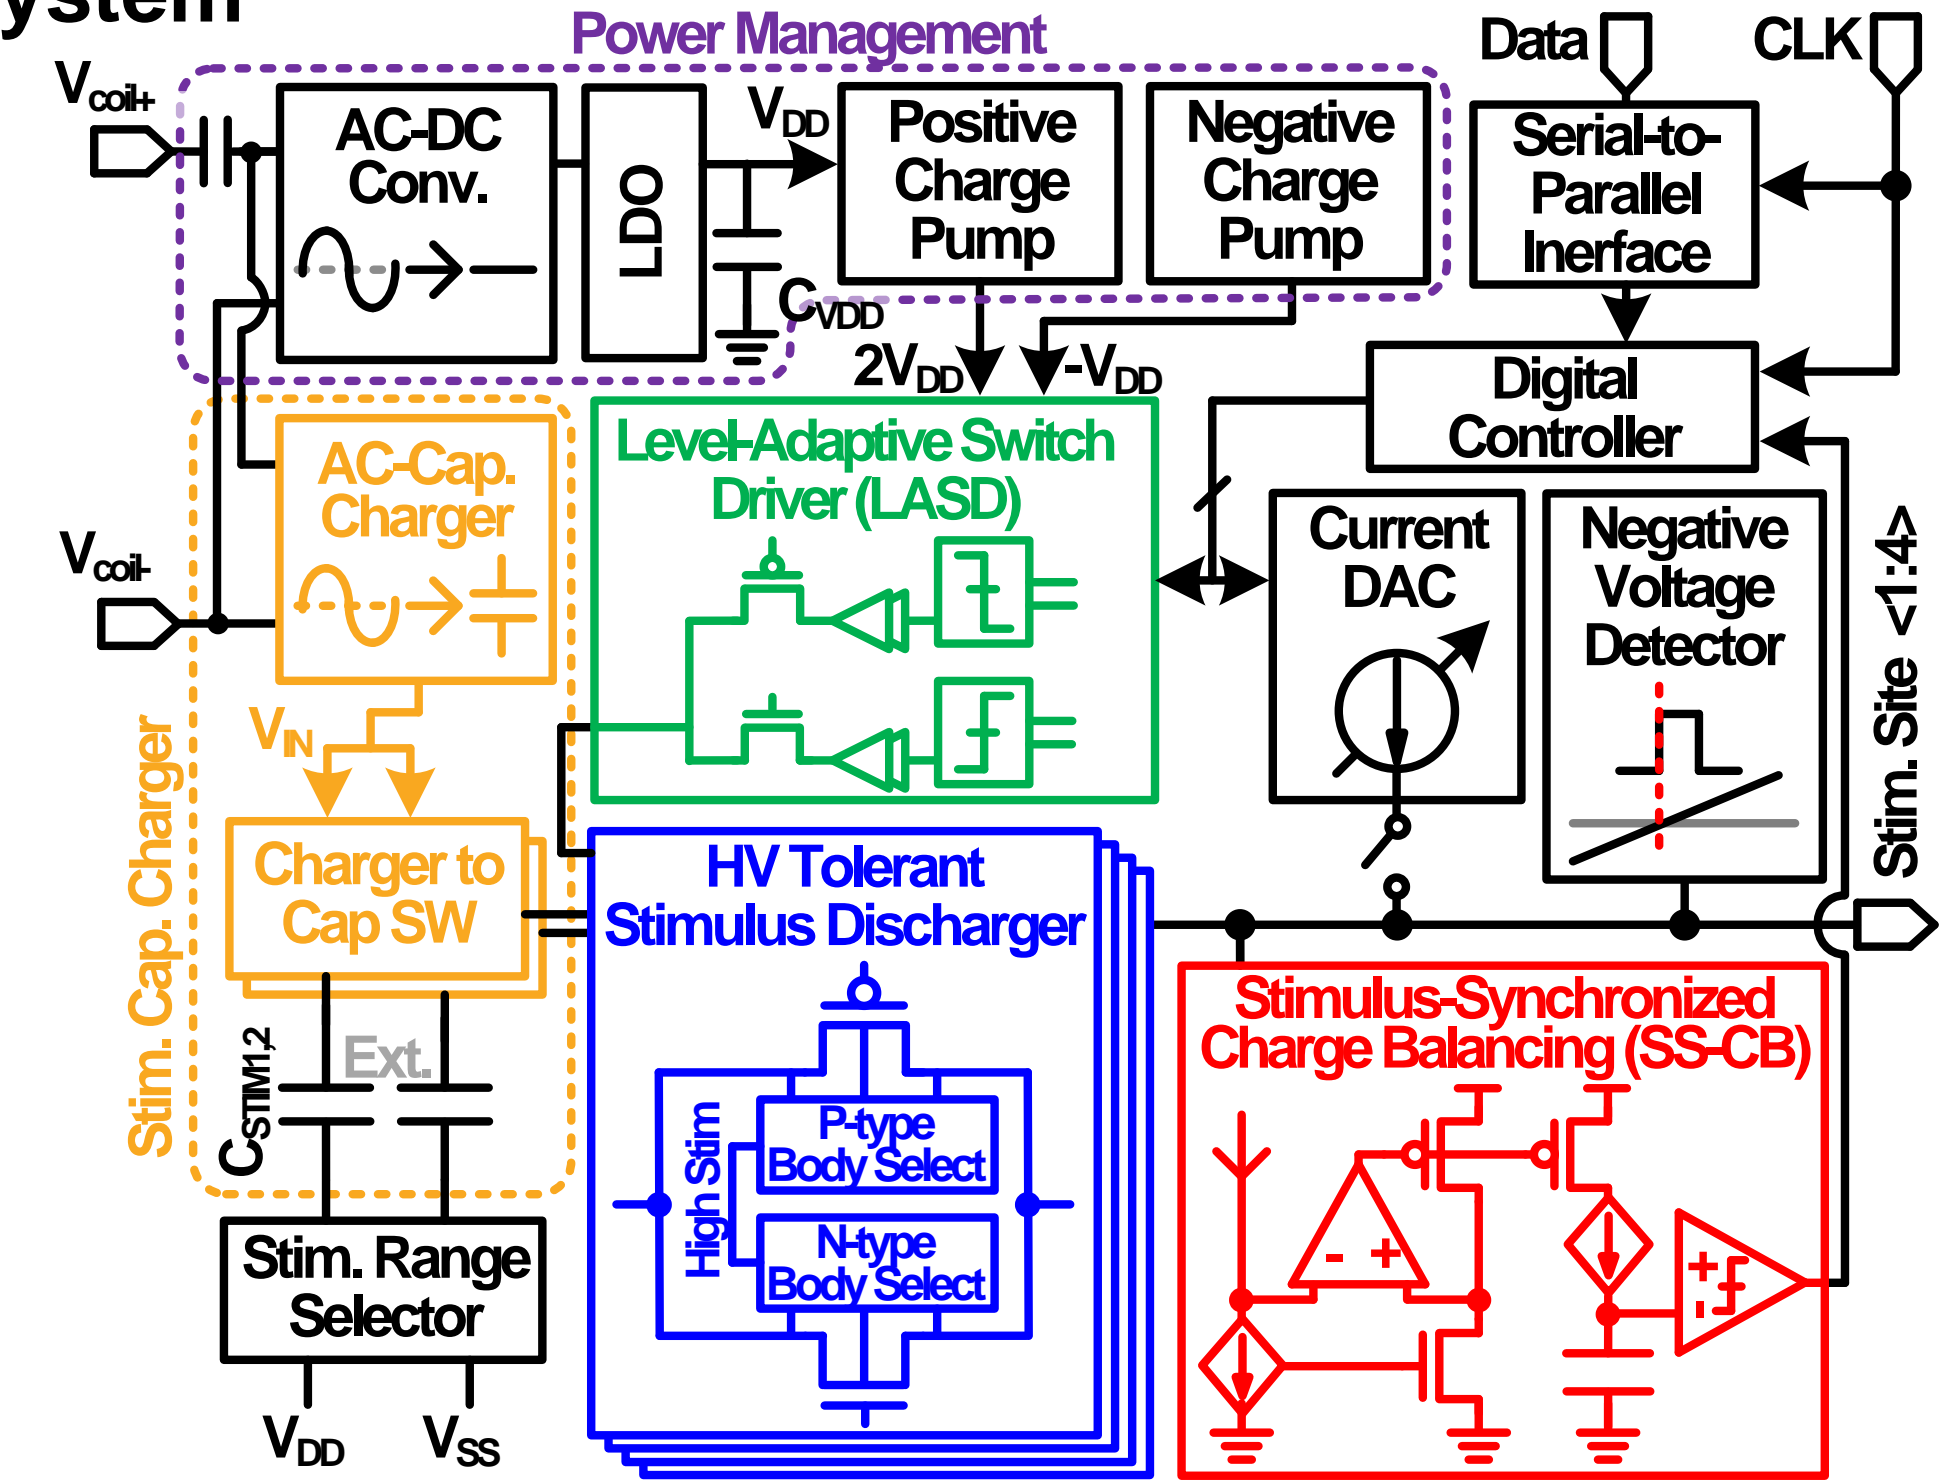 ystem
Power Management
Data
CLK
Vcoil+
AC-DC
Conv.
LDO
VDD
CVDD
Positive
Charge
Pump
Negative
Charge
Pump
Serial-to-
Parallel
Inerface
2VDD
-VDD
Digital
Controller
AC-Cap.
Charger
Vcoil-
VIN
Stim. Cap. Charger
Charger to
Cap SW
Level-Adaptive Switch
Driver (LASD)
Current
DAC
Negative
Voltage
Detector
Stim. Site <1:4>
HV Tolerant
Stimulus Discharger
High Stim
P-type
Body Select
N-type
Body Select
CSTIM1,2
Ext.
Stim. Range
Selector
VDD
VSS
Stimulus-Synchronized
Charge Balancing (SS-CB)
- +
+
-